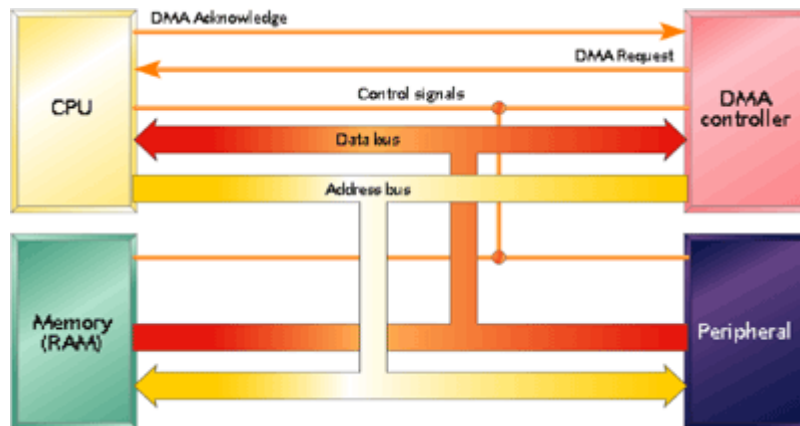 DMA Acknowledge
DMA Request
CPU
Control signals
DMA
controller
Data bus
Address bus
Memory
(RAM)
Peripheral